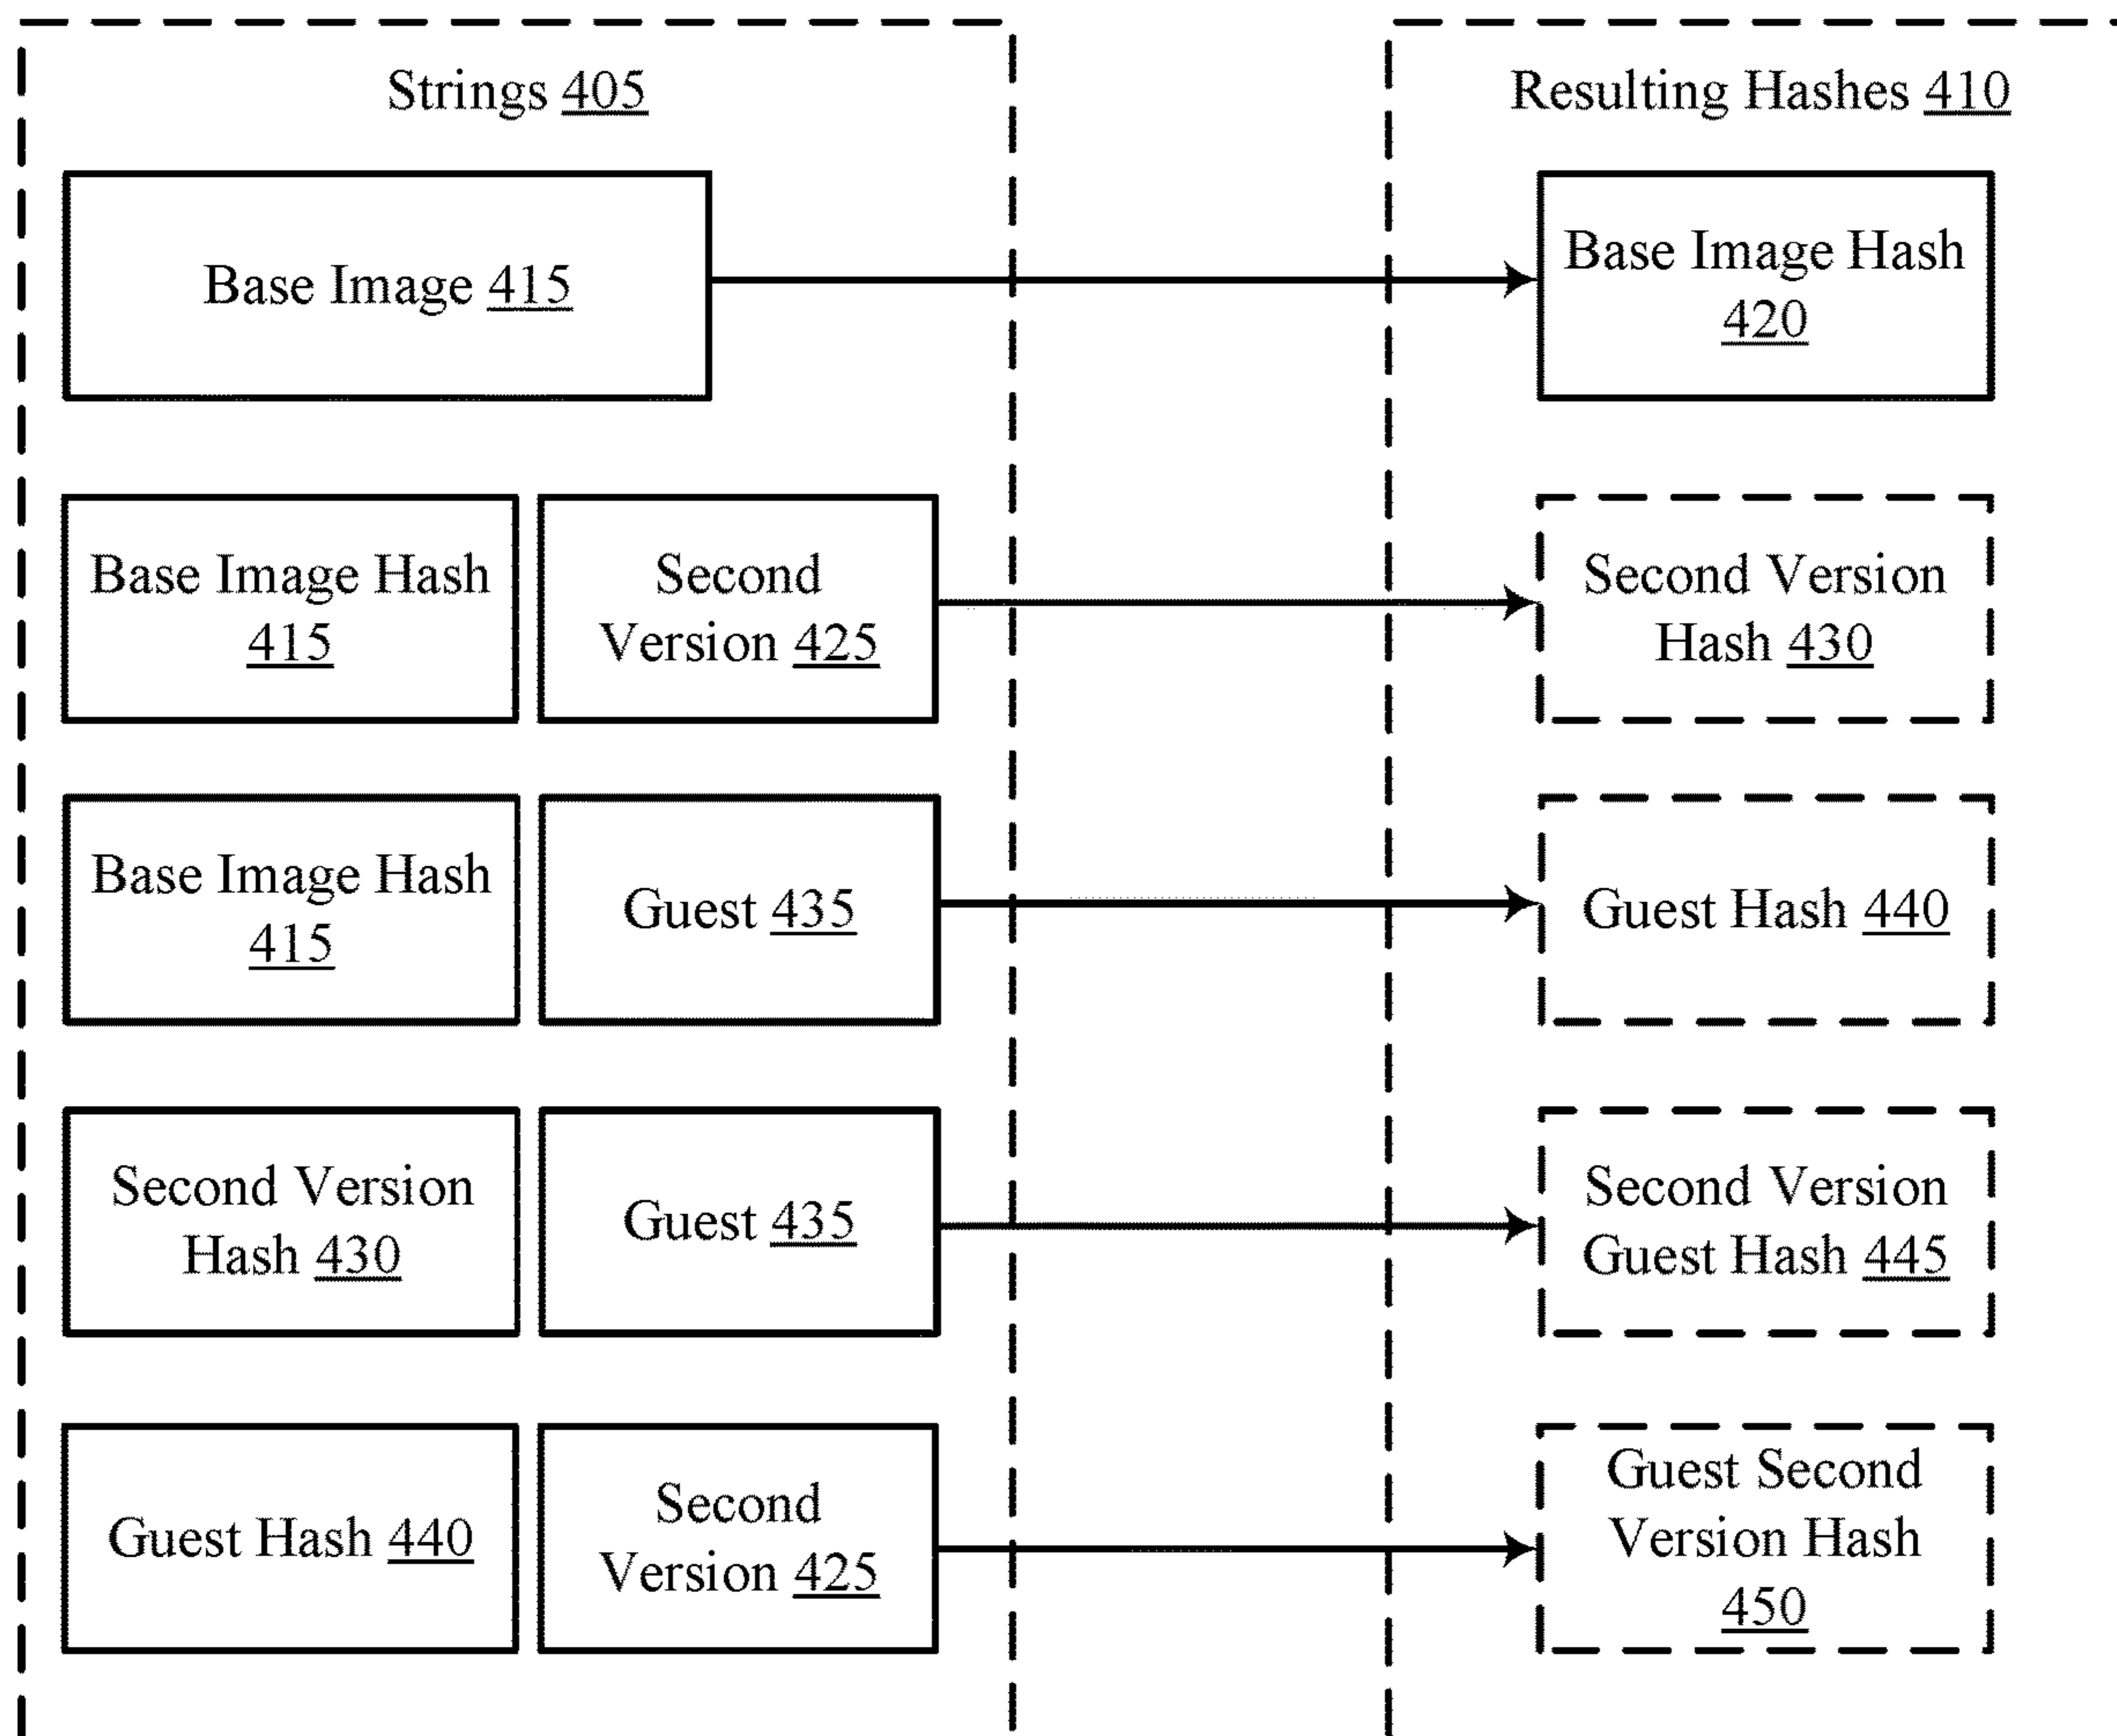 Strings 405
Resulting Hashes 410
Base Image 415
Base Image Hash
420
Base Image Hash
415
Second
Version 425
Second Version
Hash 430
Base Image Hash
415
Guest 435
Guest Hash 440
Second Version
Hash 430
Guest 435
Second Version
Guest Hash 445
Guest Hash 440
Second
Version 425
Guest Second
Version Hash
450